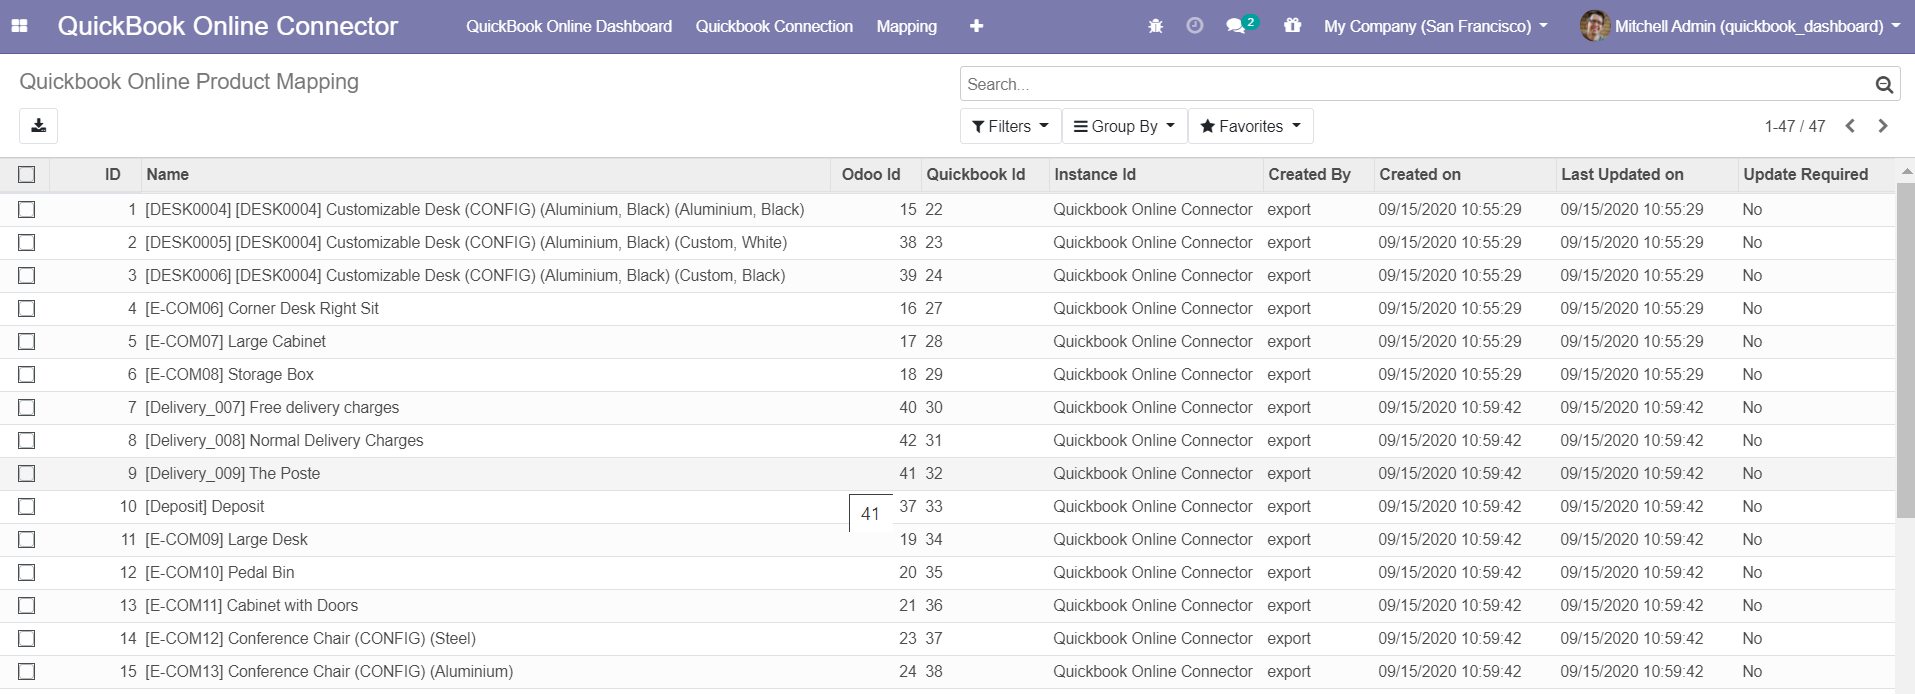 QuickBook Online Connector QuickBook Online Dashboard Quickbook Connection Mapping 2 My Company (San Francisco) Mitchell Admin (quickbook_dashboard)
Quickbook Online Product Mapping
Search...
Filters Group By Favorites 1-47 / 47
ID Name Odoo Id Quickbook Id Instance Id Created By Created on Last Updated on Update Required
1 [DESK0004] [DESK0004] Customizable Desk (CONFIG) (Aluminium, Black) (Aluminium, Black) 15 22 Quickbook Online Connector export 09/15/2020 10:55:29 09/15/2020 10:55:29 No
2 [DESK0005] [DESK0004] Customizable Desk (CONFIG) (Aluminium, Black) (Custom, White) 38 23 Quickbook Online Connector export 09/15/2020 10:55:29 09/15/2020 10:55:29 No
3 [DESK0006] [DESK0004] Customizable Desk (CONFIG) (Aluminium, Black) (Custom, Black) 39 24 Quickbook Online Connector export 09/15/2020 10:55:29 09/15/2020 10:55:29 No
4 [E-COM06] Corner Desk Right Sit 16 27 Quickbook Online Connector export 09/15/2020 10:55:29 09/15/2020 10:55:29 No
5 [E-COM07] Large Cabinet 17 28 Quickbook Online Connector export 09/15/2020 10:55:29 09/15/2020 10:55:29 No
6 [E-COM08] Storage Box 18 29 Quickbook Online Connector export 09/15/2020 10:55:29 09/15/2020 10:55:29 No
7 [Delivery_007] Free delivery charges 40 30 Quickbook Online Connector export 09/15/2020 10:59:42 09/15/2020 10:59:42 No
8 [Delivery_008] Normal Delivery Charges 42 31 Quickbook Online Connector export 09/15/2020 10:59:42 09/15/2020 10:59:42 No
9 [Delivery_009] The Poste 41 32 Quickbook Online Connector export 09/15/2020 10:59:42 09/15/2020 10:59:42 No
10 [Deposit] Deposit 37 33 Quickbook Online Connector export 09/15/2020 10:59:42 09/15/2020 10:59:42 No
41
11 [E-COM09] Large Desk 19 34 Quickbook Online Connector export 09/15/2020 10:59:42 09/15/2020 10:59:42 No
12 [E-COM10] Pedal Bin 20 35 Quickbook Online Connector export 09/15/2020 10:59:42 09/15/2020 10:59:42 No
13 [E-COM11] Cabinet with Doors 21 36 Quickbook Online Connector export 09/15/2020 10:59:42 09/15/2020 10:59:42 No
14 [E-COM12] Conference Chair (CONFIG) (Steel) 23 37 Quickbook Online Connector export 09/15/2020 10:59:42 09/15/2020 10:59:42 No
15 [E-COM13] Conference Chair (CONFIG) (Aluminium) 24 38 Quickbook Online Connector export 09/15/2020 10:59:42 09/15/2020 10:59:42 No